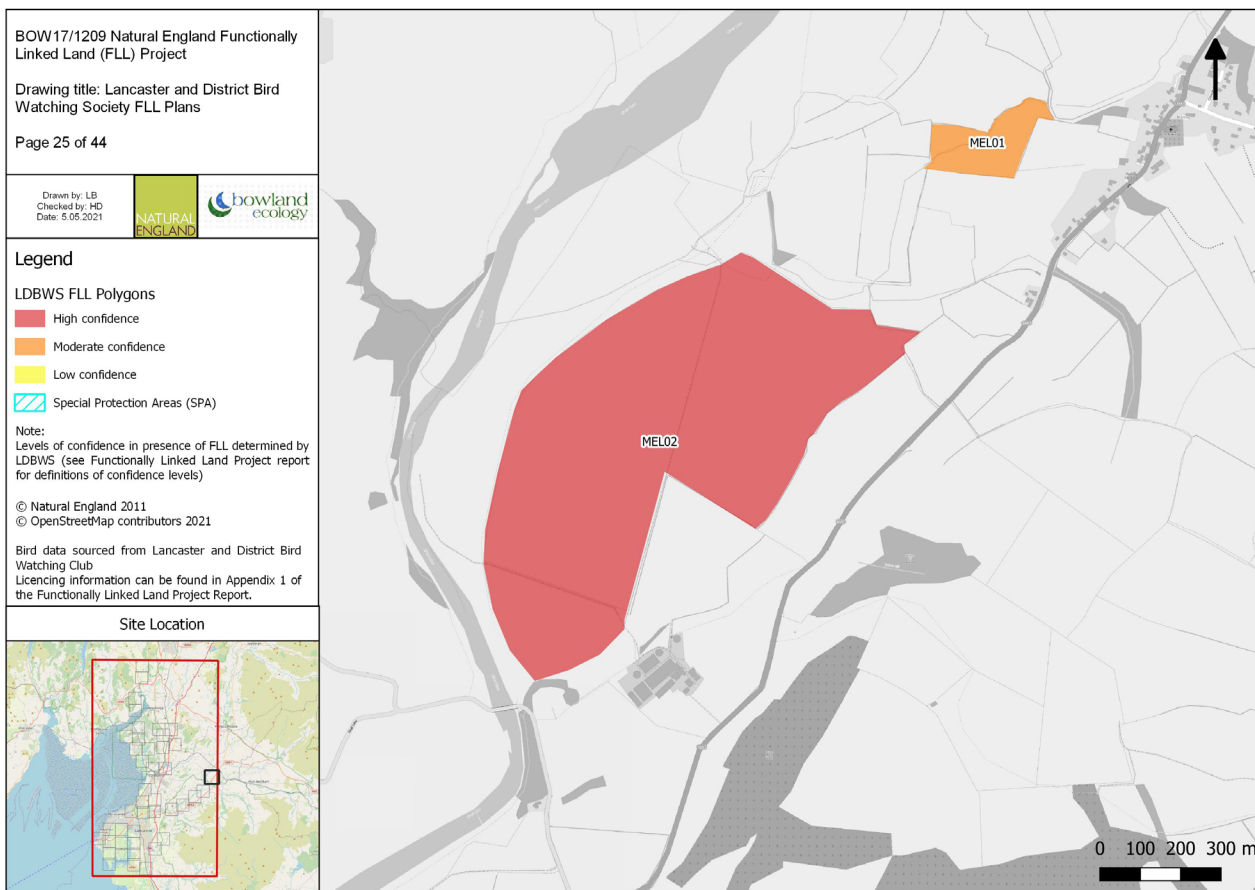 BOW17/1209 Natural England Functionally
Linked Land (FLL) Project
Drawing title: Lancaster and District Bird
Watching Society FLL Plans
Page 25 of 44
Drawn by: LB
Checked by: HD
Date: 5.05.2021
NATURAL
ENGLAND
bowland
ecology
Legend
LDBWS FLL Polygons
High confidence
Moderate confidence
Low confidence
Special Protection Areas (SPA)
Note:
Levels of confidence in presence of FLL determined by
LDBWS (see Functionally Linked Land Project report
for definitions of confidence levels)
© Natural England 2011
© OpenStreetMap contributors 2021
Bird data sourced from Lancaster and District Bird
Watching Club
Licencing information can be found in Appendix 1 of
the Functionally Linked Land Project Report.
Site Location
MEL01
MEL02
0 100 200 300 m